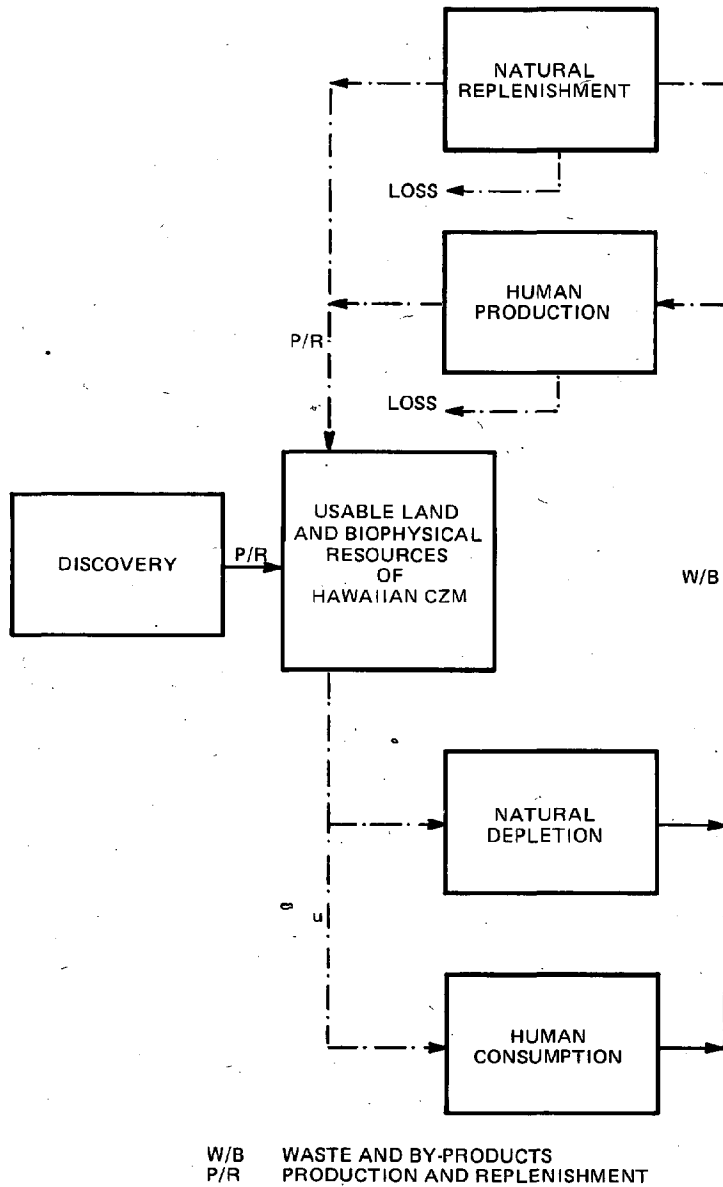 NATURAL
REPLENISHMENT
LOSS
HUMAN
PRODUCTION
P/R
LOSS
USABLE LAND
AND BIOPHYSICAL
RESOURCES
OF
HAWAIIAN CZM
DISCOVERY
P/R
W/B
NATURAL
DEPLETION
u
HUMAN
CONSUMPTION
W/B WASTE AND BY-PRODUCTS
P/R PRODUCTION AND REPLENISHMENT